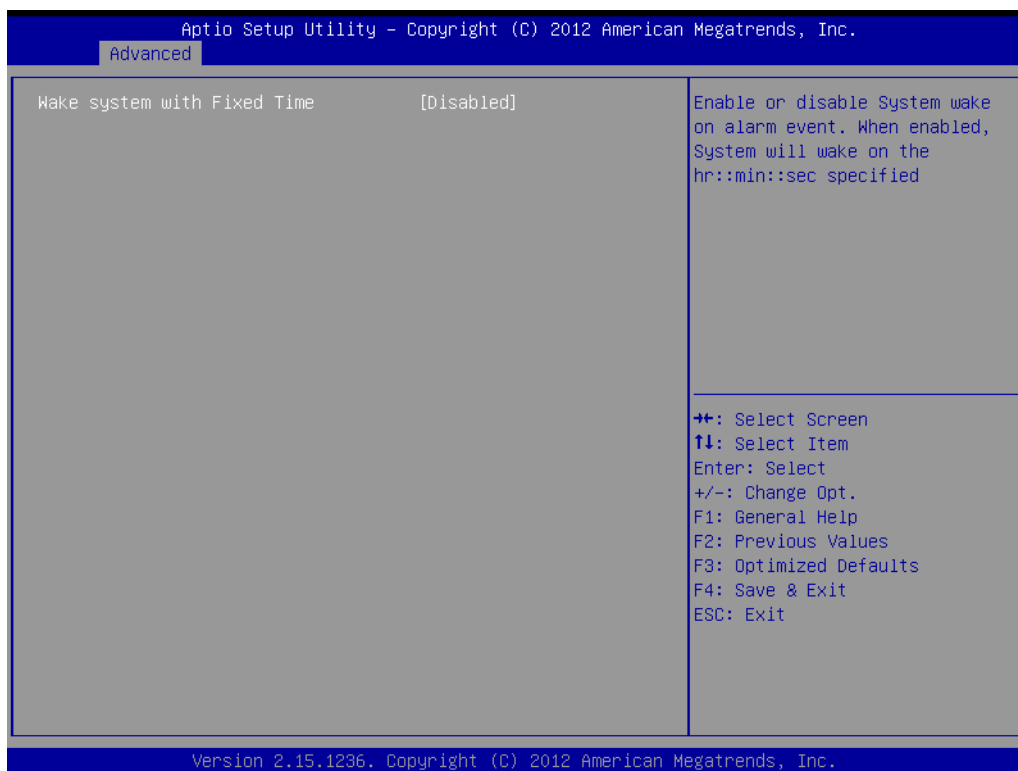 Aptio Setup Utility – Copyright (C) 2012 American Megatrends, Inc.
Advanced
Wake system with Fixed Time [Disabled]
Enable or disable System wake
on alarm event. When enabled,
System will wake on the
hr::min::sec specified
→←: Select Screen
↑↓: Select Item
Enter: Select
+/-: Change Opt.
F1: General Help
F2: Previous Values
F3: Optimized Defaults
F4: Save & Exit
ESC: Exit
Version 2.15.1236. Copyright (C) 2012 American Megatrends, Inc.